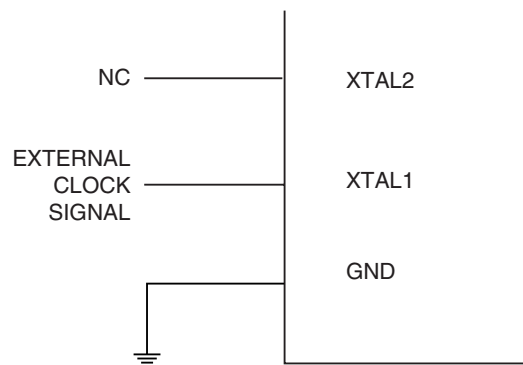 NC
XTAL2
EXTERNAL
CLOCK
SIGNAL
XTAL1
GND